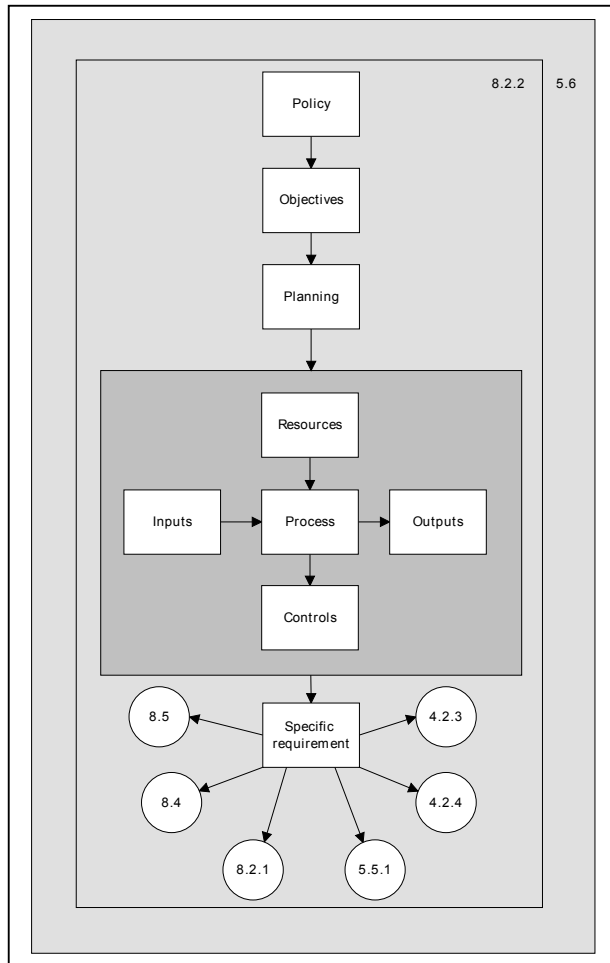 8.2.2
5.6
Policy
Objectives
Planning
Resources
Inputs
Process
Outputs
Controls
Specific
requirement
8.5
4.2.3
8.4
4.2.4
8.2.1
5.5.1